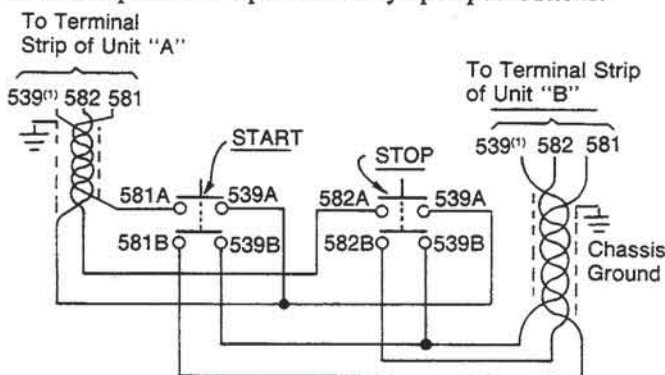 To Terminal
Strip of Unit "A"
539(1) 582 581
To Terminal Strip
of Unit "B"
539(1) 582 581
START
STOP
581A 539A
582A 539A
581B 539B
582B 539B
Chassis
Ground